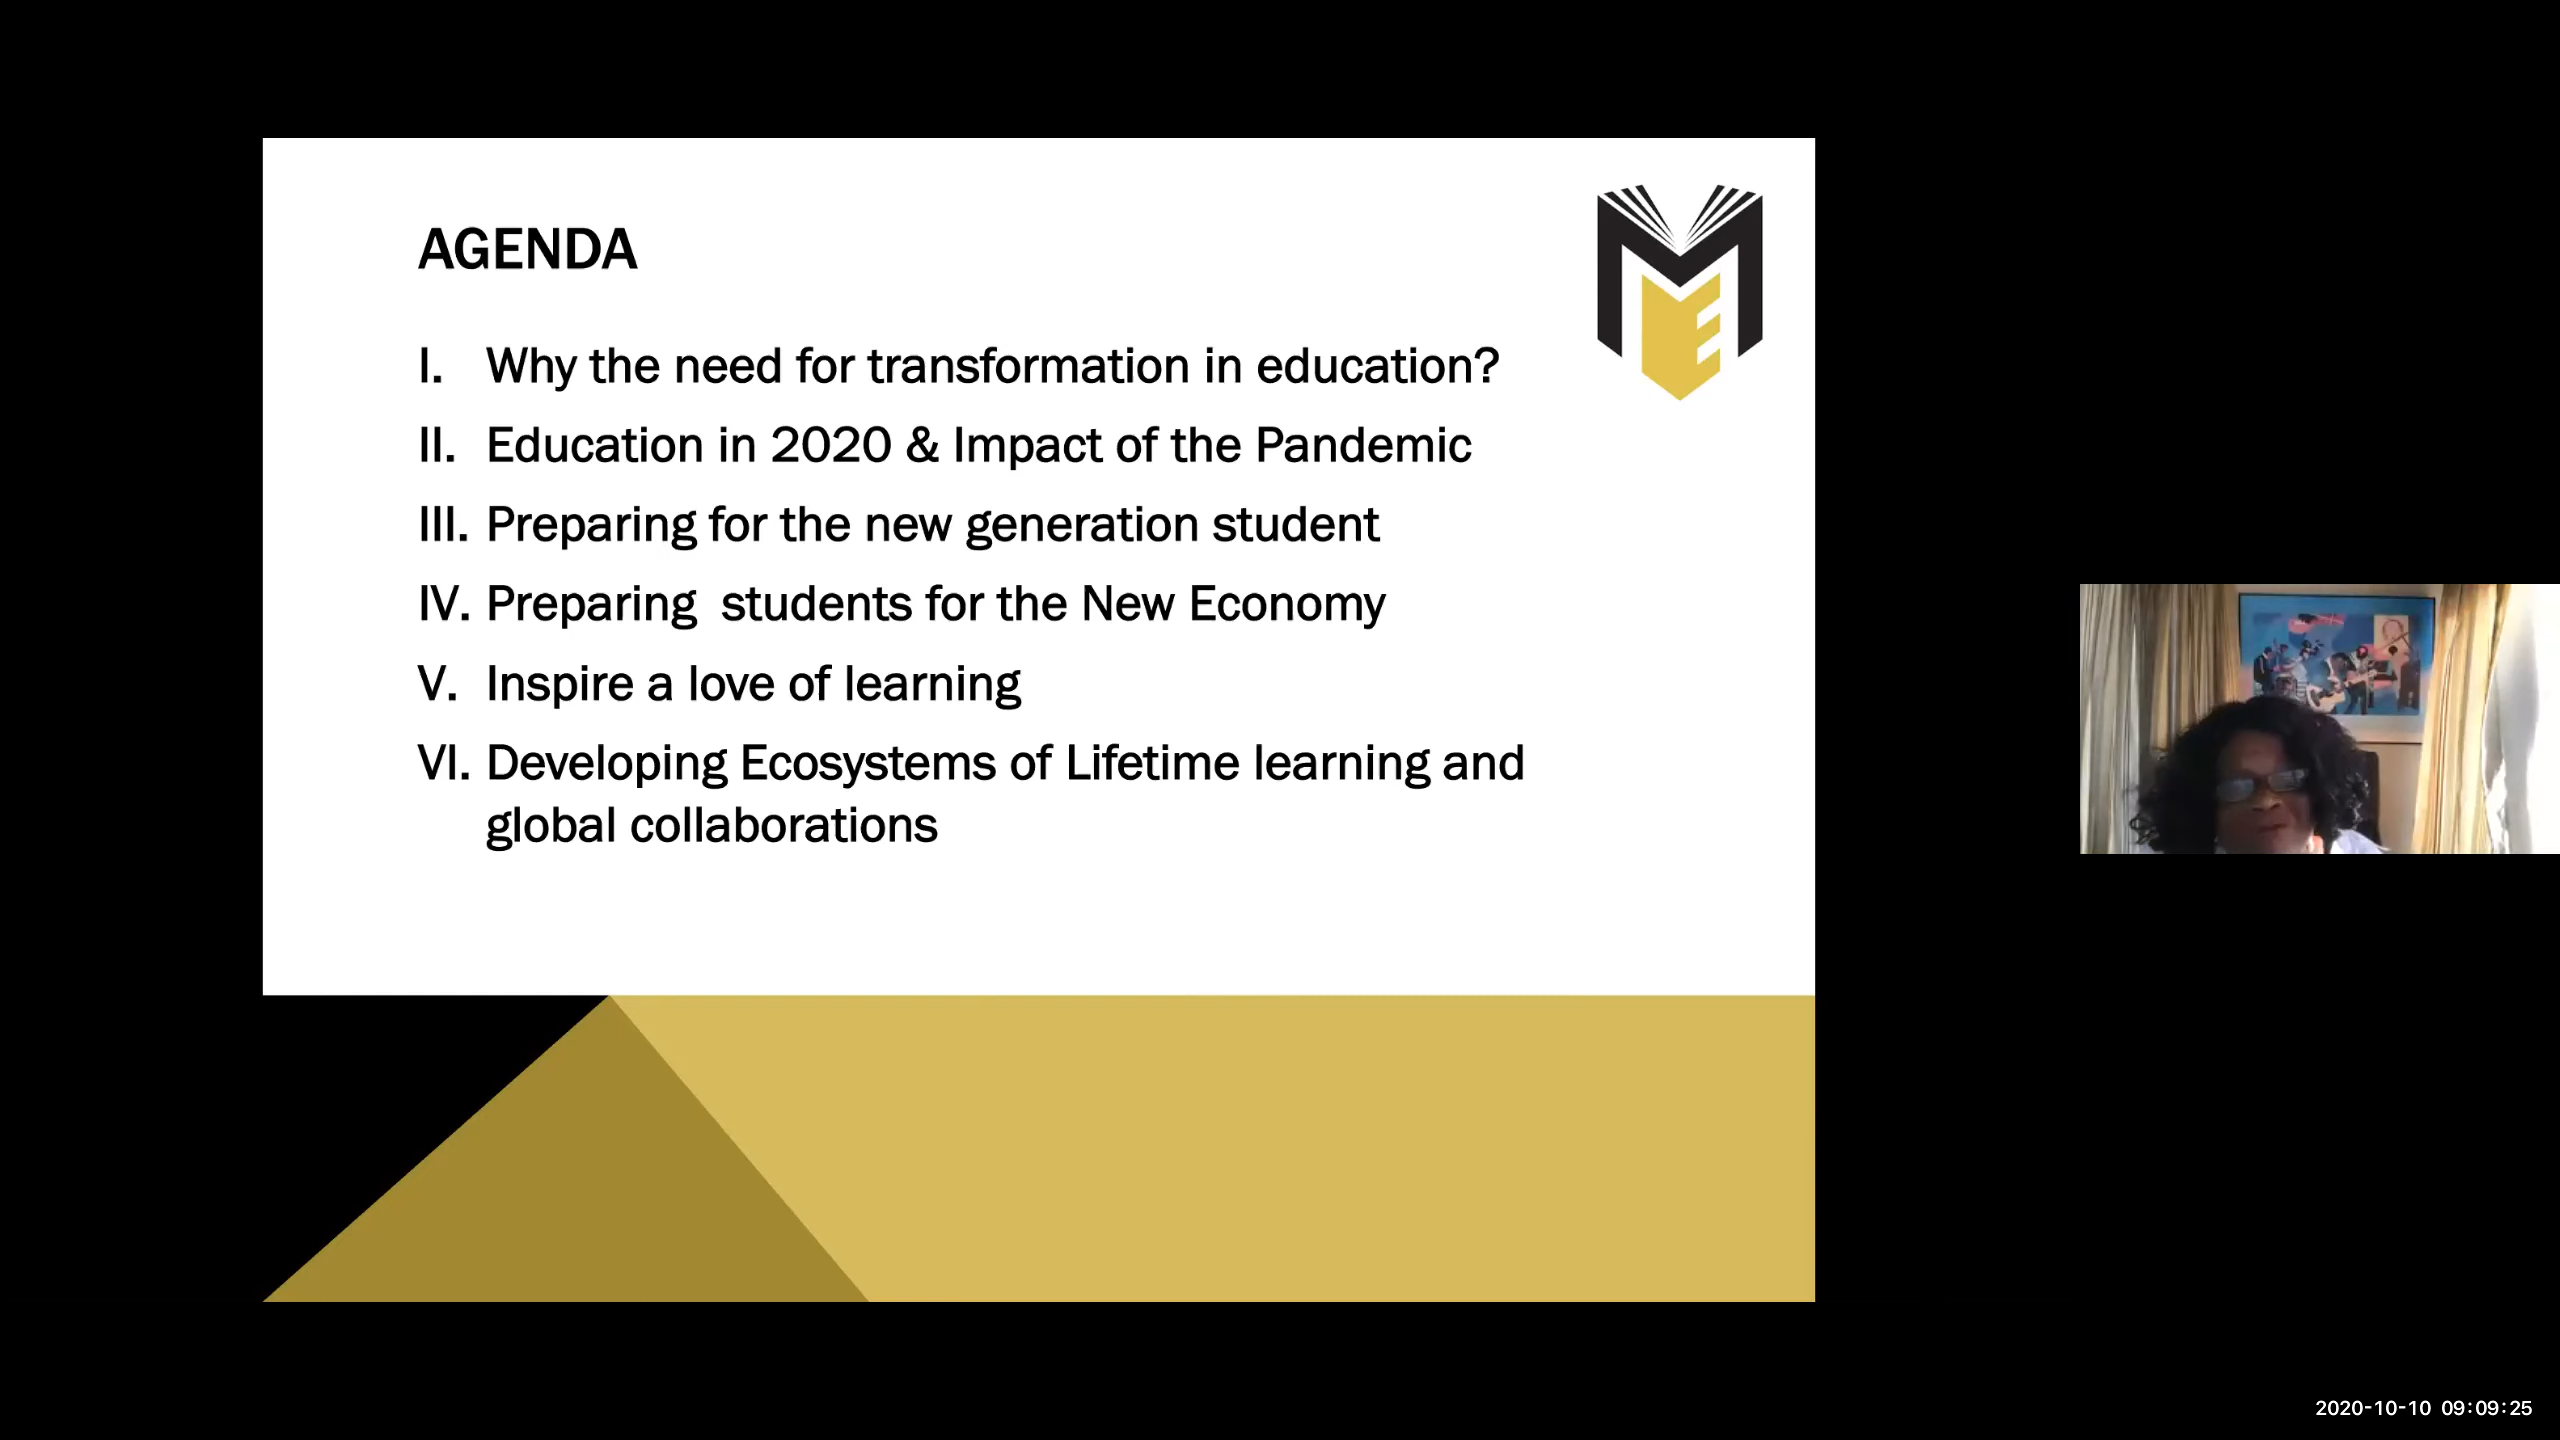 AGENDA
I. Why the need for transformation in education?
II. Education in 2020 & Impact of the Pandemic
III. Preparing for the new generation student
IV. Preparing  students for the New Economy
V. Inspire a love of learning
VI. Developing Ecosystems of Lifetime learning and
global collaborations
ME
2020-10-10 09:09:25